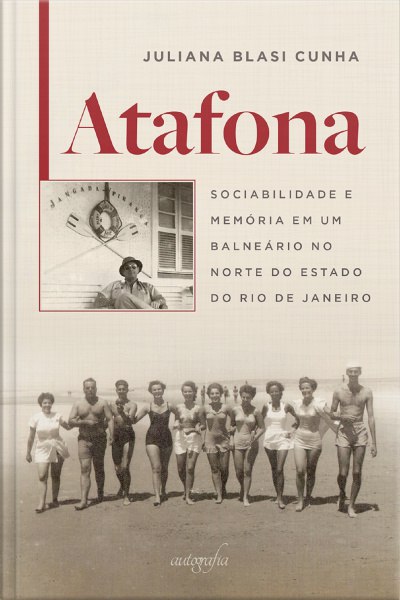 JULIANA BLASI CUNHA
Atafona
JANGADA PIRACEMA
SOCIABILIDADE E
MEMÓRIA EM UM
BALNEÁRIO NO
NORTE DO ESTADO
DO RIO DE JANEIRO
autografia